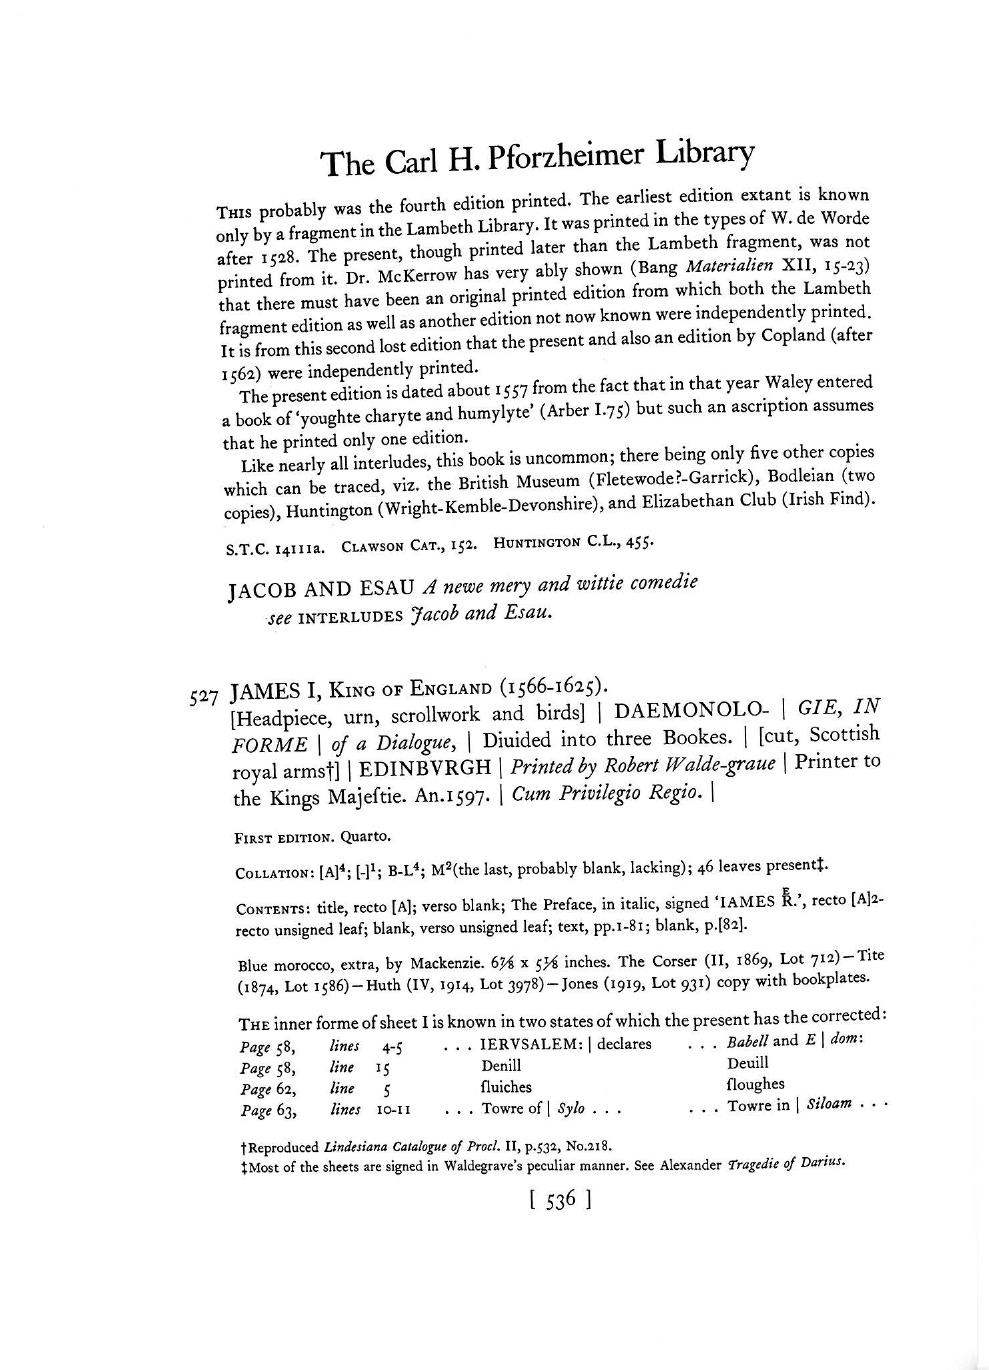 The Carl H. Pforzheimer Library
THIS probably was the fourth edition printed. The earliest edition extant is known
only by a fragment in the Lambeth Library. It was printed in the types of W. de Worde
after 1528. The present, though printed later than the Lambeth fragment, was not
printed from it. Dr. McKerrow has very ably shown (Bang Materialien XII, 15-23)
that there must have been an original printed edition from which both the Lambeth
fragment edition as well as another edition not now known were independently printed.
It is from this second lost edition that the present and also an edition by Copland (after
1562) were independently printed.
The present edition is dated about 1557 from the fact that in that year Waley entered
a book of ‘youghte charyte and humylyte’ (Arber I.75) but such an ascription assumes
that he printed only one edition.
Like nearly all interludes, this book is uncommon; there being only five other copies
which can be traced, viz. the British Museum (Fletewode?-Garrick), Bodleian (two
copies), Huntington (Wright-Kemble-Devonshire), and Elizabethan Club (Irish Find).
S.T.C. 14111a. CLAWSON CAT., 152. HUNTINGTON C.L., 455.
JACOB AND ESAU A newe mery and wittie comedie
see INTERLUDES Jacob and Esau.
527 JAMES I, KING OF ENGLAND (1566-1625).
[Headpiece, urn, scrollwork and birds] | DAEMONOLO- | GIE, IN
FORME | of a Dialogue, | Diuided into three Bookes. | [cut, Scottish
royal arms†] | EDINBVRGH | Printed by Robert Walde-graue | Printer to
the Kings Majeſtie. An.1597. | Cum Privilegio Regio. |
FIRST EDITION. Quarto.
COLLATION: [A]⁴; [-]¹; B-L⁴; M²(the last, probably blank, lacking); 46 leaves present‡.
CONTENTS: title, recto [A]; verso blank; The Preface, in italic, signed ‘IAMES R.’, recto [A]2-
recto unsigned leaf; blank, verso unsigned leaf; text, pp.1-81; blank, p.[82].
Blue morocco, extra, by Mackenzie. 6⅞ x 5⅛ inches. The Corser (II, 1869, Lot 712)—Tite
(1874, Lot 1586)—Huth (IV, 1914, Lot 3978)—Jones (1919, Lot 931) copy with bookplates.
THE inner forme of sheet I is known in two states of which the present has the corrected:
Page 58, lines 4-5 . . . IERVSALEM: | declares . . . Babell and E | dom:
Page 58, line 15 Denill Deuill
Page 62, line 5 fluiches floughes
Page 63, lines 10-11 . . . Towre of | Sylo . . . . . . Towre in | Siloam . . .
†Reproduced Lindesiana Catalogue of Procl. II, p.532, No.218.
‡Most of the sheets are signed in Waldegrave's peculiar manner. See Alexander Tragedie of Darius.
[ 536 ]